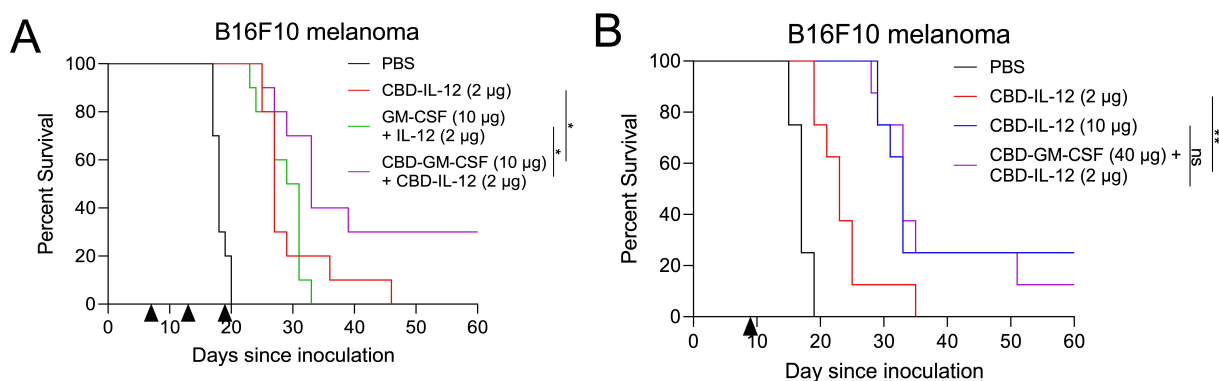 A
B16F10 melanoma
PBS
CBD-IL-12 (2 µg)
GM-CSF (10 µg)
+ IL-12 (2 µg)
CBD-GM-CSF (10 µg)
+ CBD-IL-12 (2 µg)
*
*
Percent Survival
100
80
60
40
20
0
0
10
20
30
40
50
60
Days since inoculation
B
B16F10 melanoma
PBS
CBD-IL-12 (2 µg)
CBD-IL-12 (10 µg)
CBD-GM-CSF (40 µg) +
CBD-IL-12 (2 µg)
ns
**
Percent Survival
100
80
60
40
20
0
0
10
20
30
40
50
60
Day since inoculation